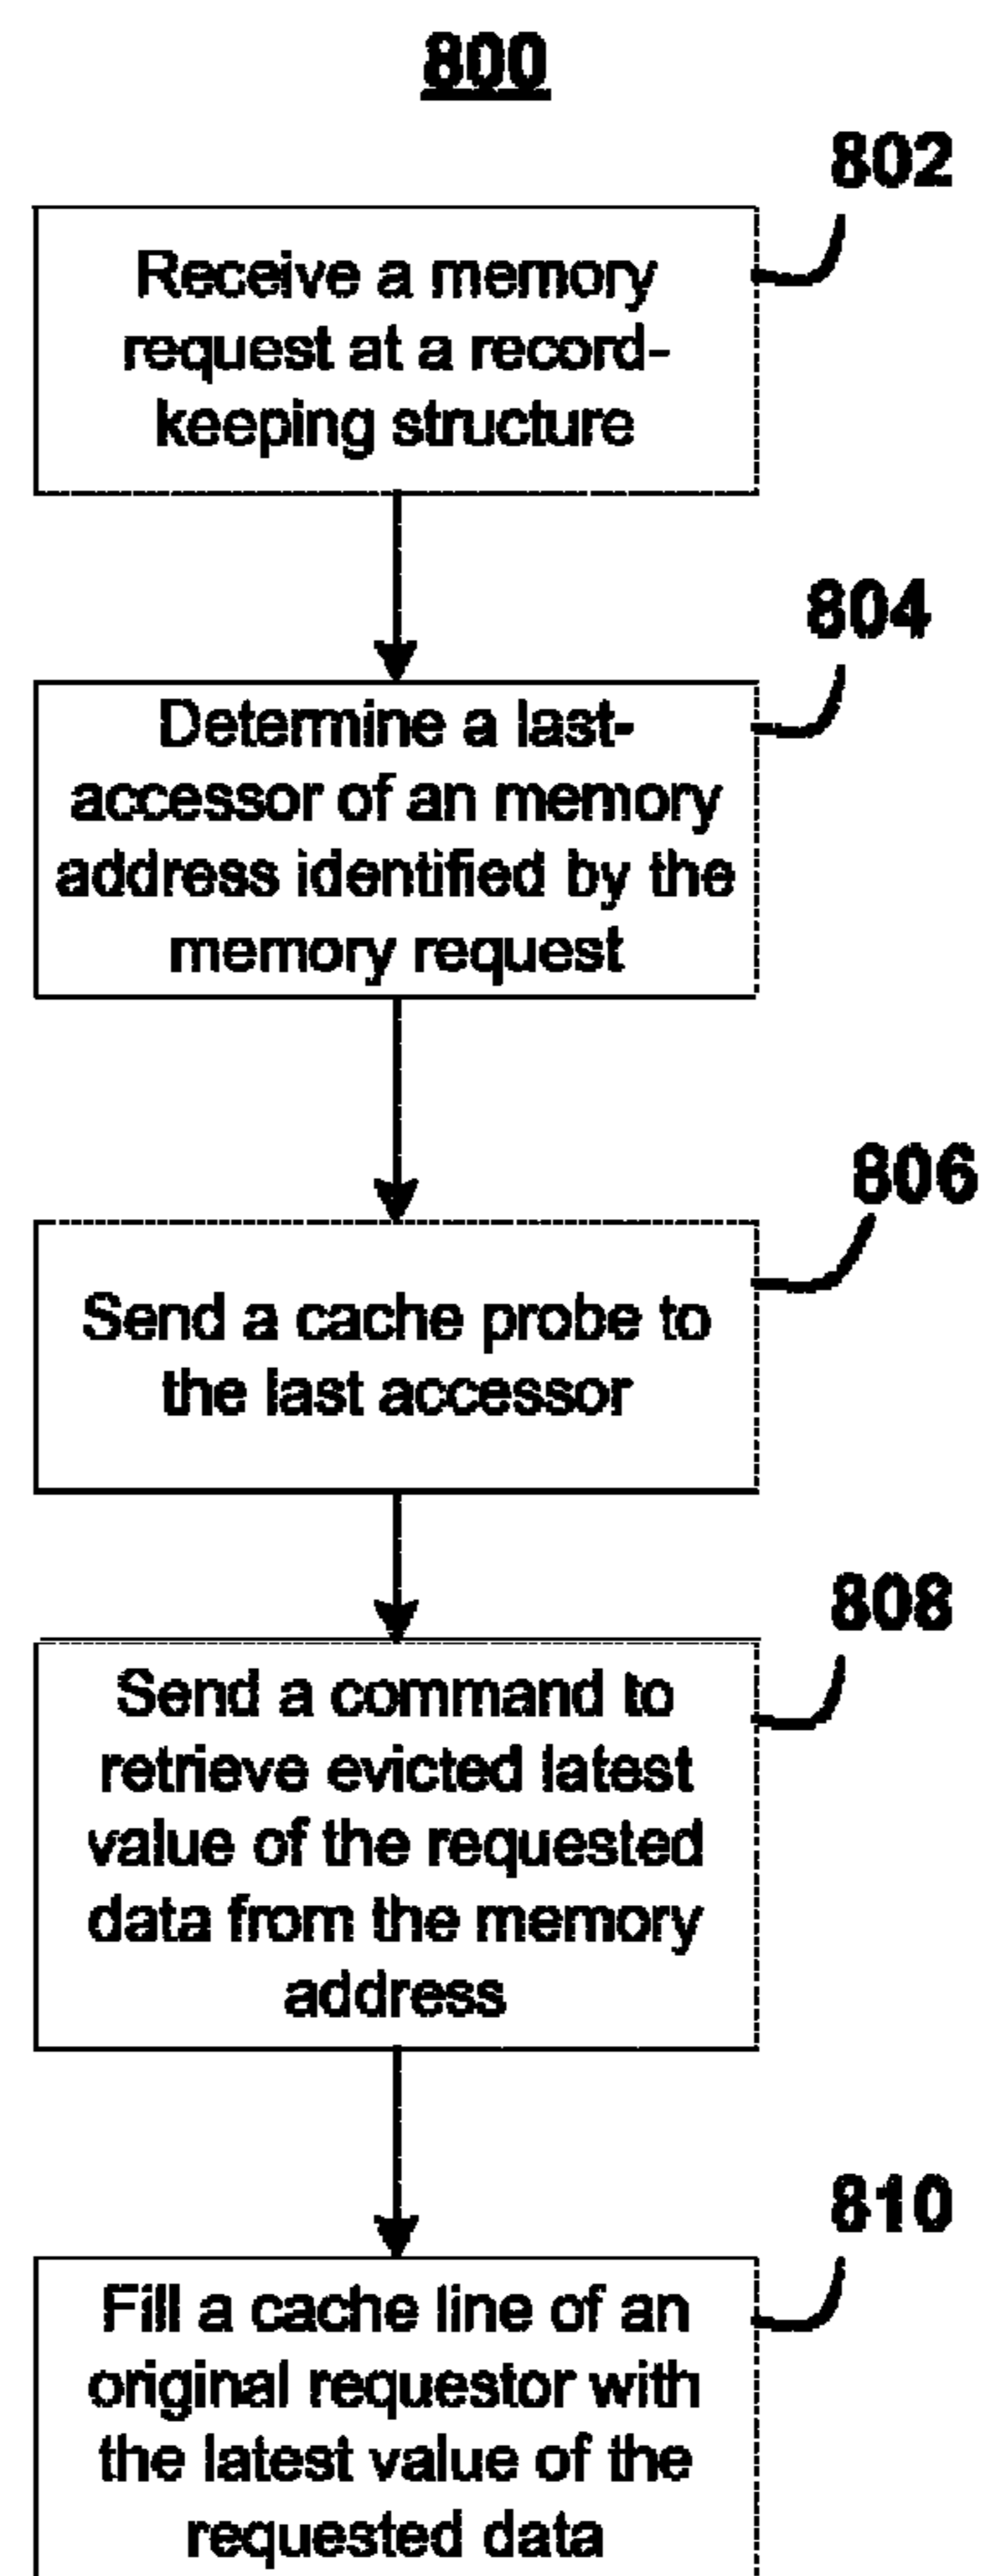 800
802
Receive a memory
request at a record-
keeping structure
804
Determine a last-
accessor of an memory
address identified by the
memory request
806
Send a cache probe to
the last accessor
808
Send a command to
retrieve evicted latest
value of the requested
data from the memory
address
810
Fill a cache line of an
original requestor with
the latest value of the
requested data